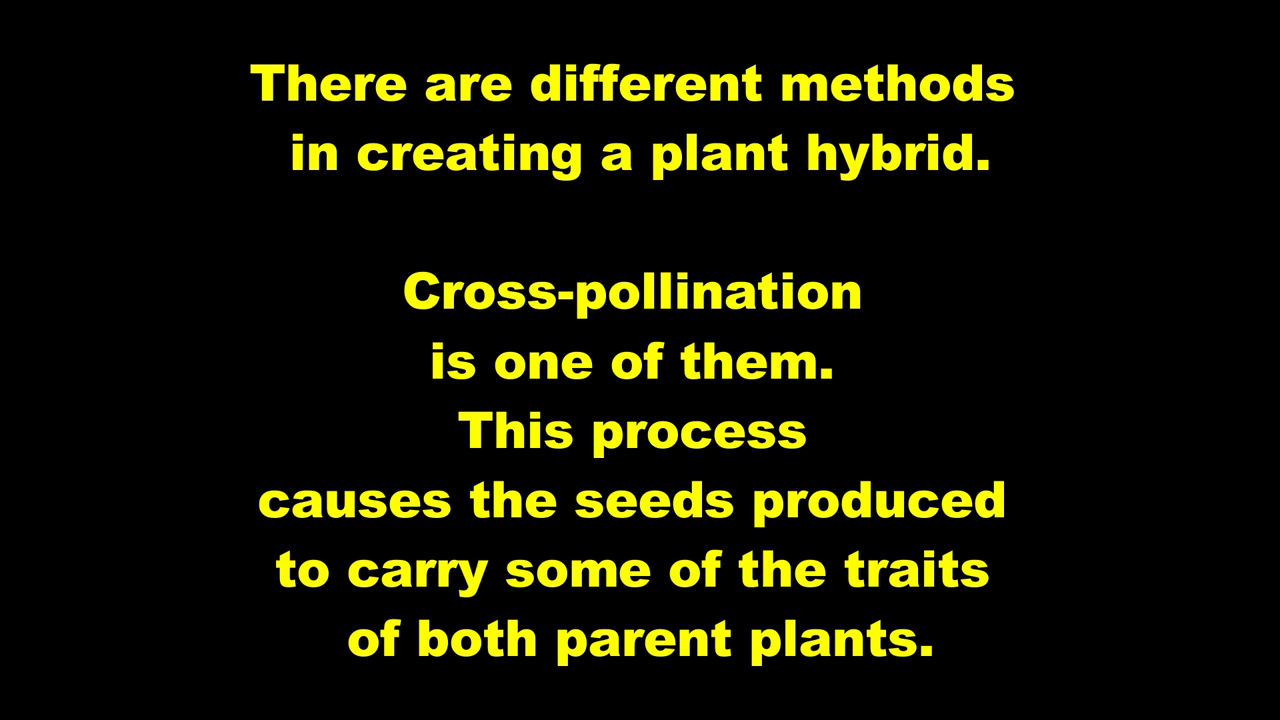 There are different methods
in creating a plant hybrid.
Cross-pollination
is one of them.
This process
causes the seeds produced
to carry some of the traits
of both parent plants.